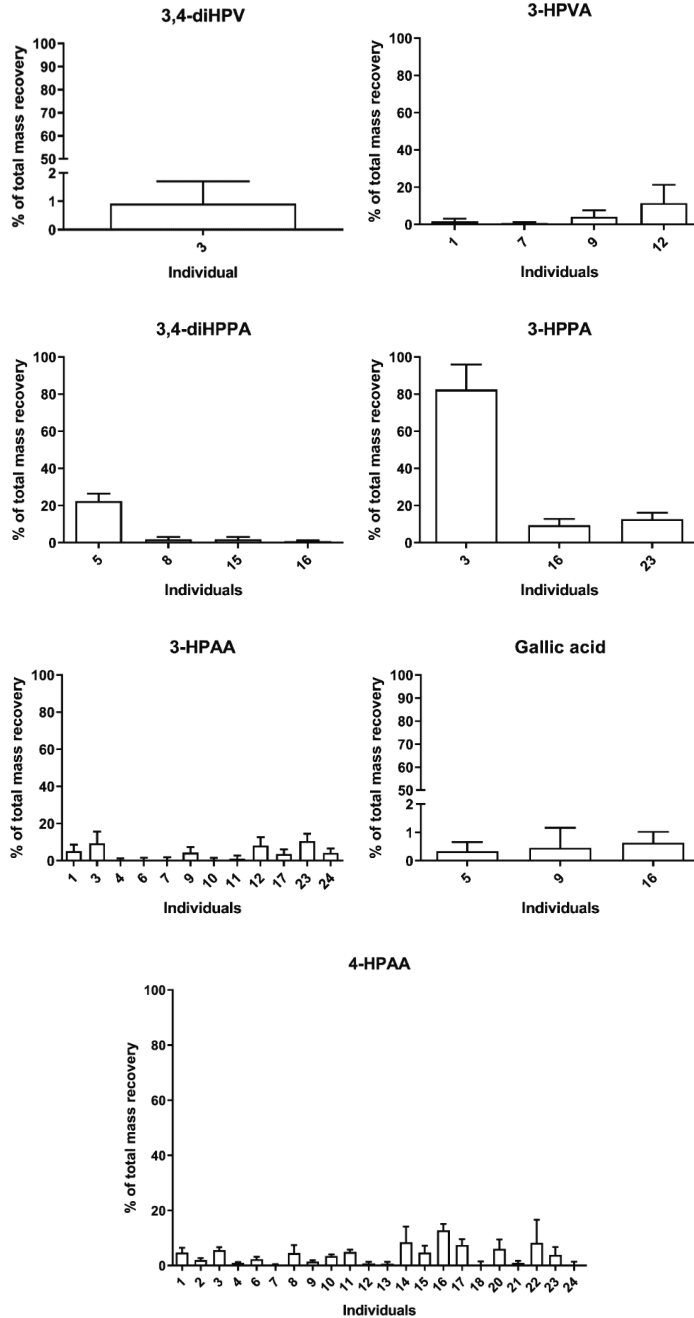 3,4-diHPV
% of total mass recovery
100
90
80
70
60
50
2
1
0
3
Individual
3-HPVA
% of total mass recovery
100
80
60
40
20
0
1 7 9 12
Individuals
3,4-diHPPA
% of total mass recovery
100
80
60
40
20
0
5 8 15 16
Individuals
3-HPPA
% of total mass recovery
100
80
60
40
20
0
3 16 23
Individuals
3-HPAA
% of total mass recovery
100
80
60
40
20
0
1 3 4 6 7 9 10 11 12 17 23 24
Individuals
Gallic acid
% of total mass recovery
100
90
80
70
60
50
2
1
0
5 9 16
Individuals
4-HPAA
% of total mass recovery
100
80
60
40
20
0
1 2 3 4 6 7 8 9 10 11 12 13 14 15 16 17 18 20 21 22 23 24
Individuals